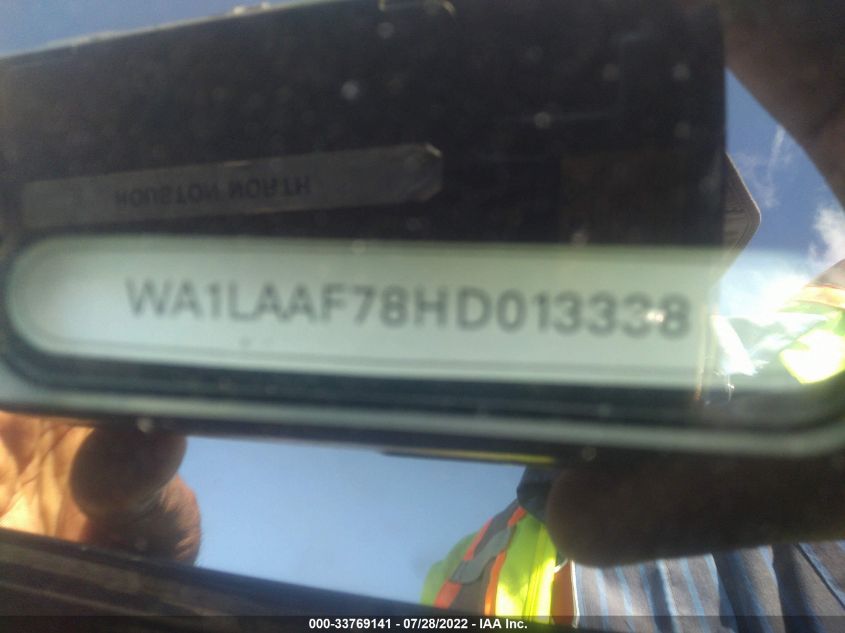 HOUSTON NORTH
WA1LAAF78HD013338
000-33769141 - 07/28/2022 - IAA Inc.